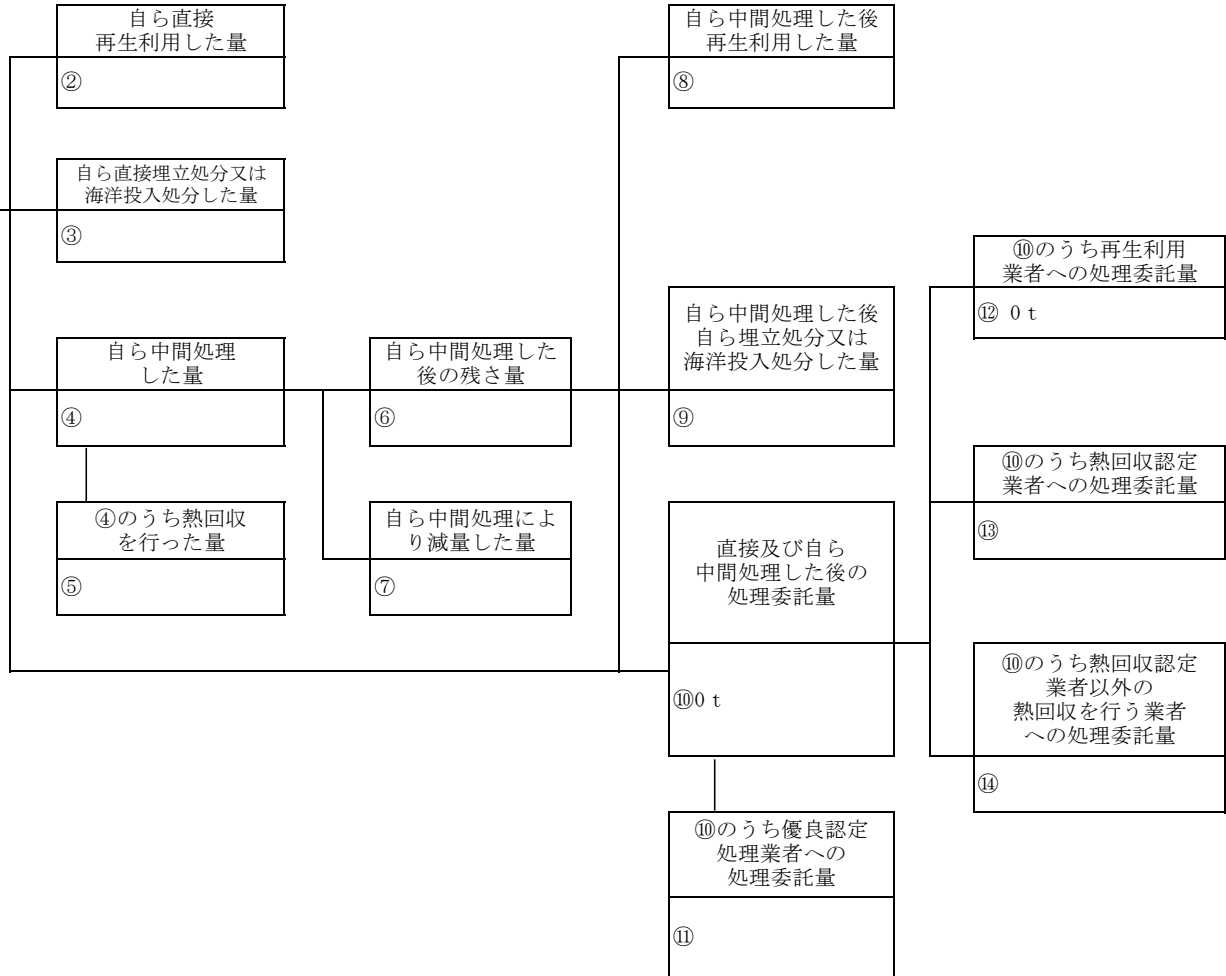 自ら直接
再生利用した量
②
自ら直接埋立処分又は
海洋投入処分した量
③
自ら中間処理
した量
④
④のうち熱回収
を行った量
⑤
自ら中間処理した
後の残さ量
⑥
自ら中間処理によ
り減量した量
⑦
自ら中間処理した後
再生利用した量
⑧
自ら中間処理した後
自ら埋立処分又は
海洋投入処分した量
⑨
直接及び自ら
中間処理した後の
処理委託量
⑩0 t
⑩のうち優良認定
処理業者への
処理委託量
⑪
⑩のうち再生利用
業者への処理委託量
⑫ 0 t
⑩のうち熱回収認定
業者への処理委託量
⑬
⑩のうち熱回収認定
業者以外の
熱回収を行う業者
への処理委託量
⑭